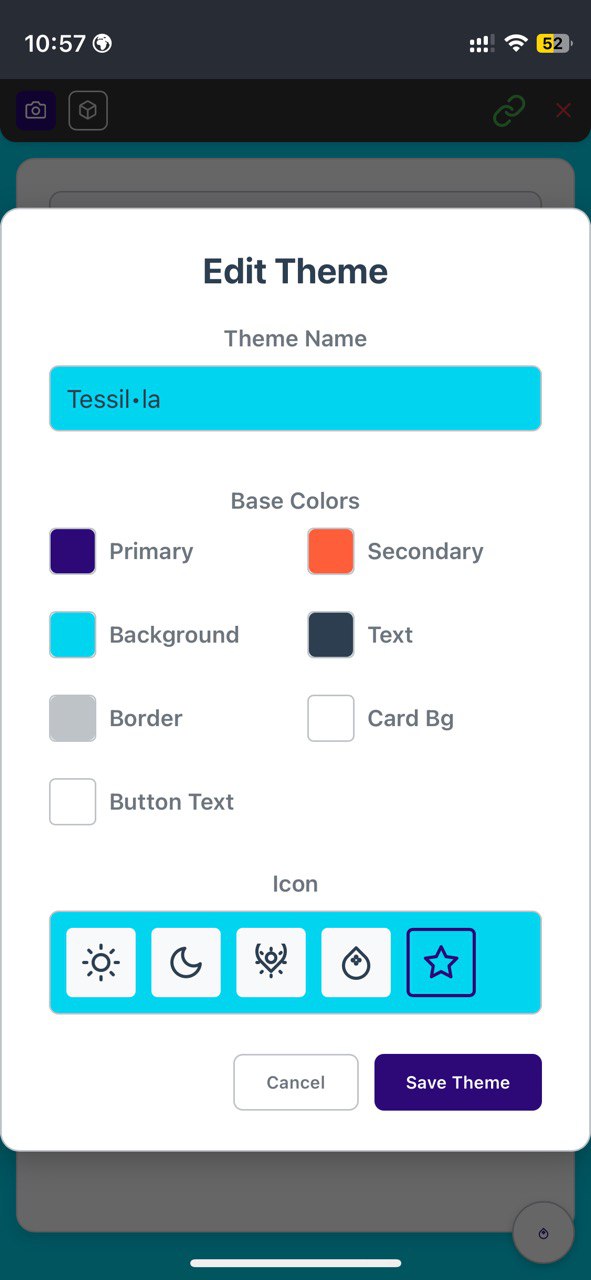 10:57
52
Edit Theme
Theme Name
Tessil•la
Base Colors
Primary
Secondary
Background
Text
Border
Card Bg
Button Text
Icon
Cancel
Save Theme